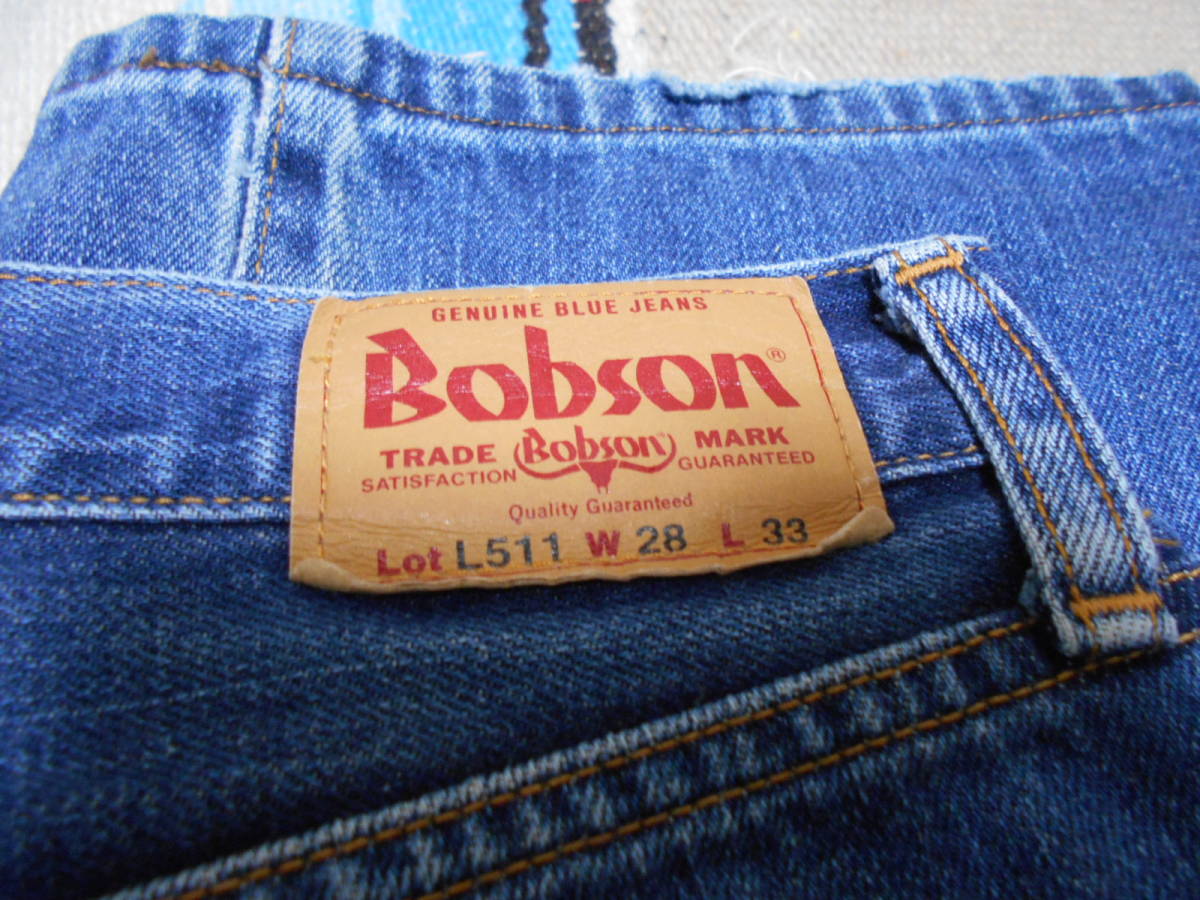 GENUINE BLUE JEANS
Bobson®
TRADE Bobson MARK
SATISFACTION GUARANTEED
Quality Guaranteed
Lot L511 W 28 L 33